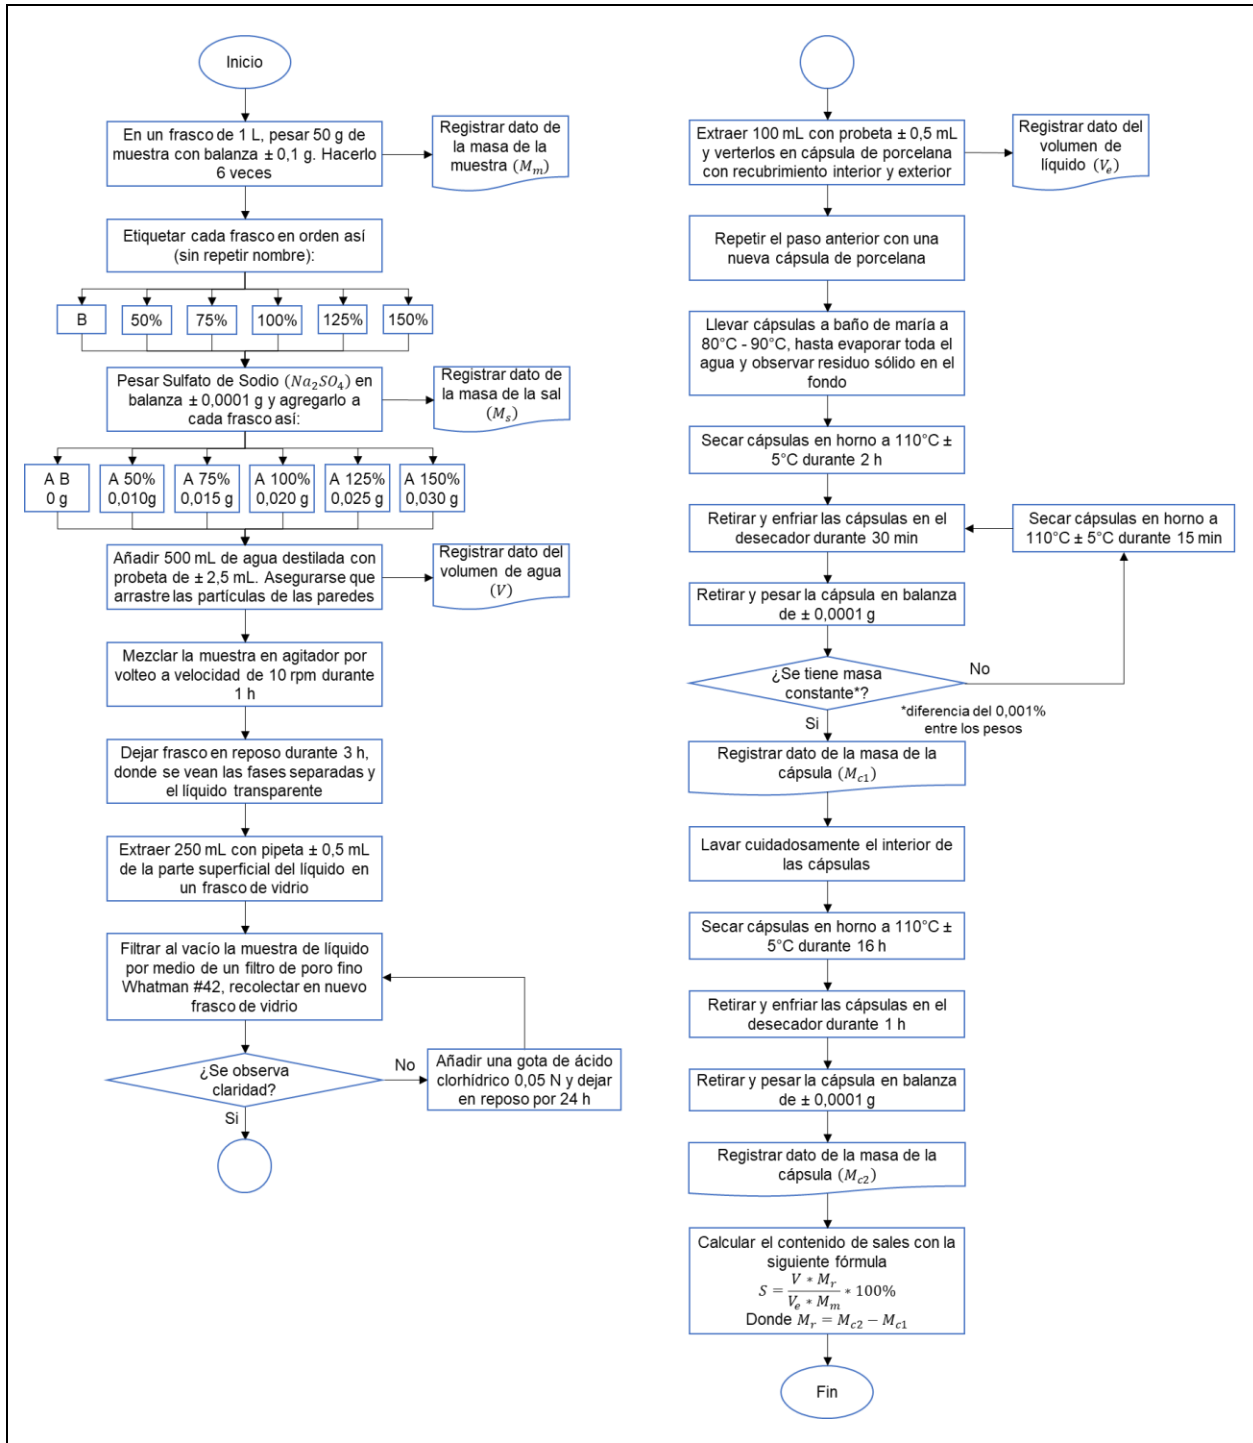 Inicio
En un frasco de 1 L, pesar 50 g de
muestra con balanza ± 0,1 g. Hacerlo
6 veces
Registrar dato de
la masa de la
muestra (M_m)
Etiquetar cada frasco en orden así
(sin repetir nombre):
B
50%
75%
100%
125%
150%
Pesar Sulfato de Sodio (Na_2SO_4) en
balanza ± 0,0001 g y agregarlo a
cada frasco así:
Registrar dato de
la masa de la sal
(M_s)
A B
0 g
A 50%
0,010g
A 75%
0,015 g
A 100%
0,020 g
A 125%
0,025 g
A 150%
0,030 g
Añadir 500 mL de agua destilada con
probeta de ± 2,5 mL. Asegurarse que
arrastre las partículas de las paredes
Registrar dato del
volumen de agua
(V)
Mezclar la muestra en agitador por
volteo a velocidad de 10 rpm durante
1 h
Dejar frasco en reposo durante 3 h,
donde se vean las fases separadas y
el líquido transparente
Extraer 250 mL con pipeta ± 0,5 mL
de la parte superficial del líquido en
un frasco de vidrio
Filtrar al vacío la muestra de líquido
por medio de un filtro de poro fino
Whatman #42, recolectar en nuevo
frasco de vidrio
¿Se observa
claridad?
No
Añadir una gota de ácido
clorhídrico 0,05 N y dejar
en reposo por 24 h
Si
Extraer 100 mL con probeta ± 0,5 mL
y verterlos en cápsula de porcelana
con recubrimiento interior y exterior
Registrar dato del
volumen de
líquido (V_e)
Repetir el paso anterior con una
nueva cápsula de porcelana
Llevar cápsulas a baño de maría a
80°C - 90°C, hasta evaporar toda el
agua y observar residuo sólido en el
fondo
Secar cápsulas en horno a 110°C ±
5°C durante 2 h
Retirar y enfriar las cápsulas en el
desecador durante 30 min
Secar cápsulas en horno a
110°C ± 5°C durante 15 min
Retirar y pesar la cápsula en balanza
de ± 0,0001 g
¿Se tiene masa
constante*?
No
*diferencia del 0,001%
entre los pesos
Si
Registrar dato de la masa de la
cápsula (M_{c1})
Lavar cuidadosamente el interior de
las cápsulas
Secar cápsulas en horno a 110°C ±
5°C durante 16 h
Retirar y enfriar las cápsulas en el
desecador durante 1 h
Retirar y pesar la cápsula en balanza
de ± 0,0001 g
Registrar dato de la masa de la
cápsula (M_{c2})
Calcular el contenido de sales con la
siguiente fórmula
S = \frac{V * M_r}{V_e * M_m} * 100%
Donde M_r = M_{c2} − M_{c1}
Fin